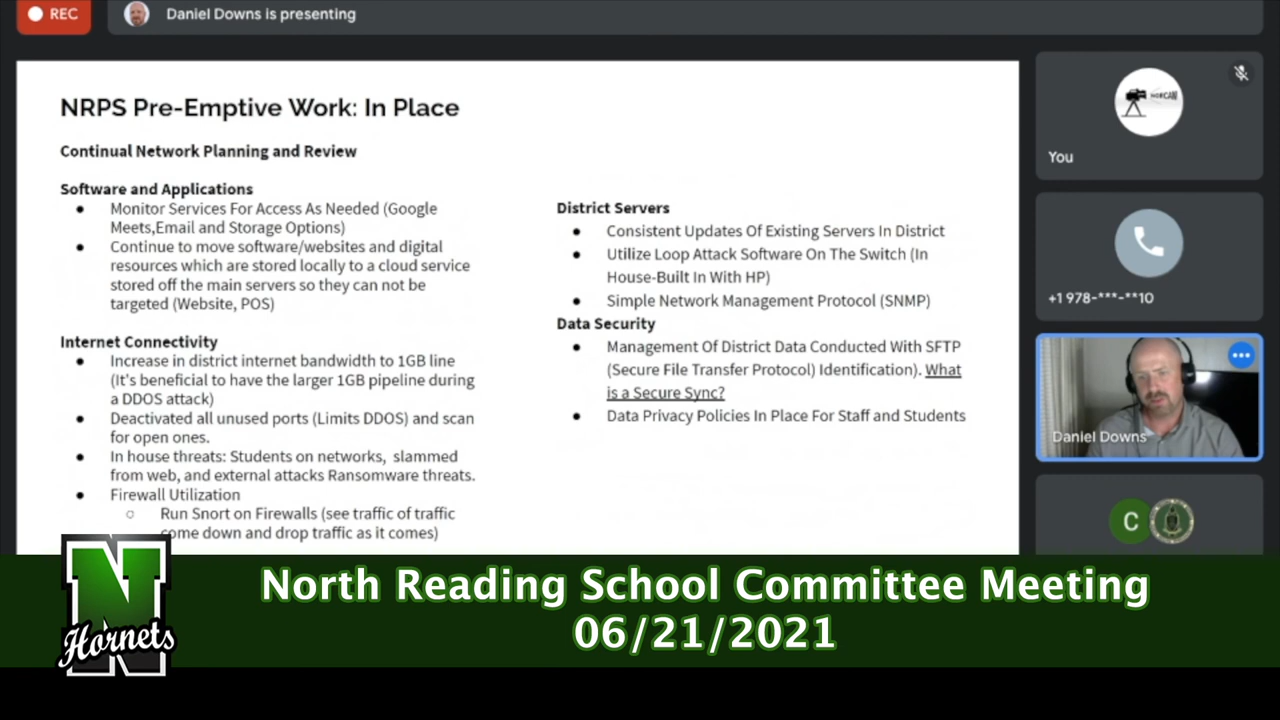 REC
Daniel Downs is presenting
NRPS Pre-Emptive Work: In Place
Continual Network Planning and Review
Software and Applications
● Monitor Services For Access As Needed (Google
Meets,Email and Storage Options)
● Continue to move software/websites and digital
resources which are stored locally to a cloud service
stored off the main servers so they can not be
targeted (Website, POS)
Internet Connectivity
● Increase in district internet bandwidth to 1GB line
(It's beneficial to have the larger 1GB pipeline during
a DDOS attack)
● Deactivated all unused ports (Limits DDOS) and scan
for open ones.
● In house threats: Students on networks, slammed
from web, and external attacks Ransomware threats.
● Firewall Utilization
○ Run Snort on Firewalls (see traffic of traffic
come down and drop traffic as it comes)
District Servers
● Consistent Updates Of Existing Servers In District
● Utilize Loop Attack Software On The Switch (In
House-Built In With HP)
● Simple Network Management Protocol (SNMP)
Data Security
● Management Of District Data Conducted With SFTP
(Secure File Transfer Protocol) Identification). What
is a Secure Sync?
● Data Privacy Policies In Place For Staff and Students
NORCAN
You
+1 978-***-**10
Daniel Downs
C
N
Hornets
North Reading School Committee Meeting
06/21/2021